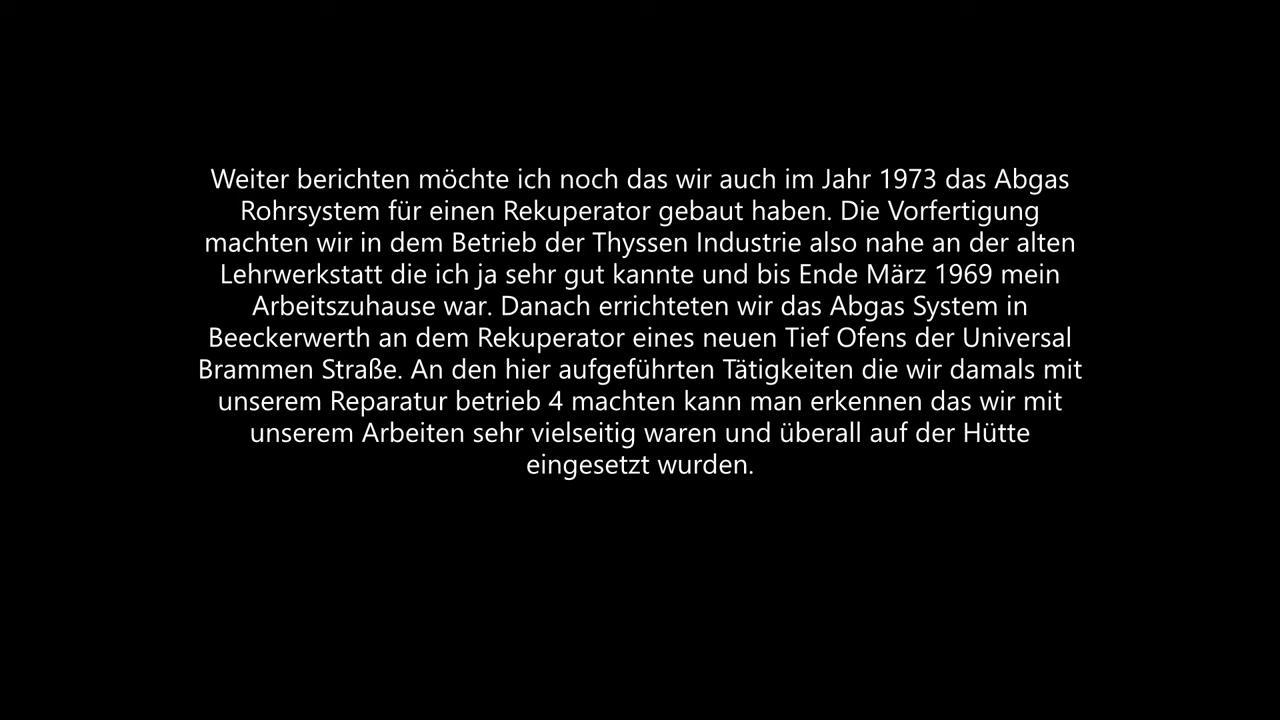 Weiter berichten möchte ich noch das wir auch im Jahr 1973 das Abgas
Rohrsystem für einen Rekuperator gebaut haben. Die Vorfertigung
machten wir in dem Betrieb der Thyssen Industrie also nahe an der alten
Lehrwerkstatt die ich ja sehr gut kannte und bis Ende März 1969 mein
Arbeitszuhause war. Danach errichteten wir das Abgas System in
Beeckerwerth an dem Rekuperator eines neuen Tief Ofens der Universal
Brammen Straße. An den hier aufgeführten Tätigkeiten die wir damals mit
unserem Reparatur betrieb 4 machten kann man erkennen das wir mit
unserem Arbeiten sehr vielseitig waren und überall auf der Hütte
eingesetzt wurden.